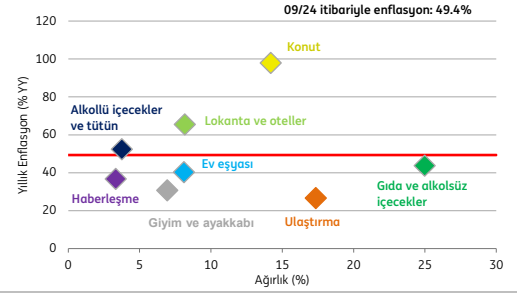 09/24 itibariyle enflasyon: 49.4%
120
100
80
60
40
20
0
Yıllık Enflasyon (% YY)
Konut
Alkollü içecekler
ve tütün
Lokanta ve oteller
Ev eşyası
Haberleşme
Giyim ve ayakkabı
Ulaştırma
Gıda ve alkolsüz
içecekler
0 5 10 15 20 25 30
Ağırlık (%)